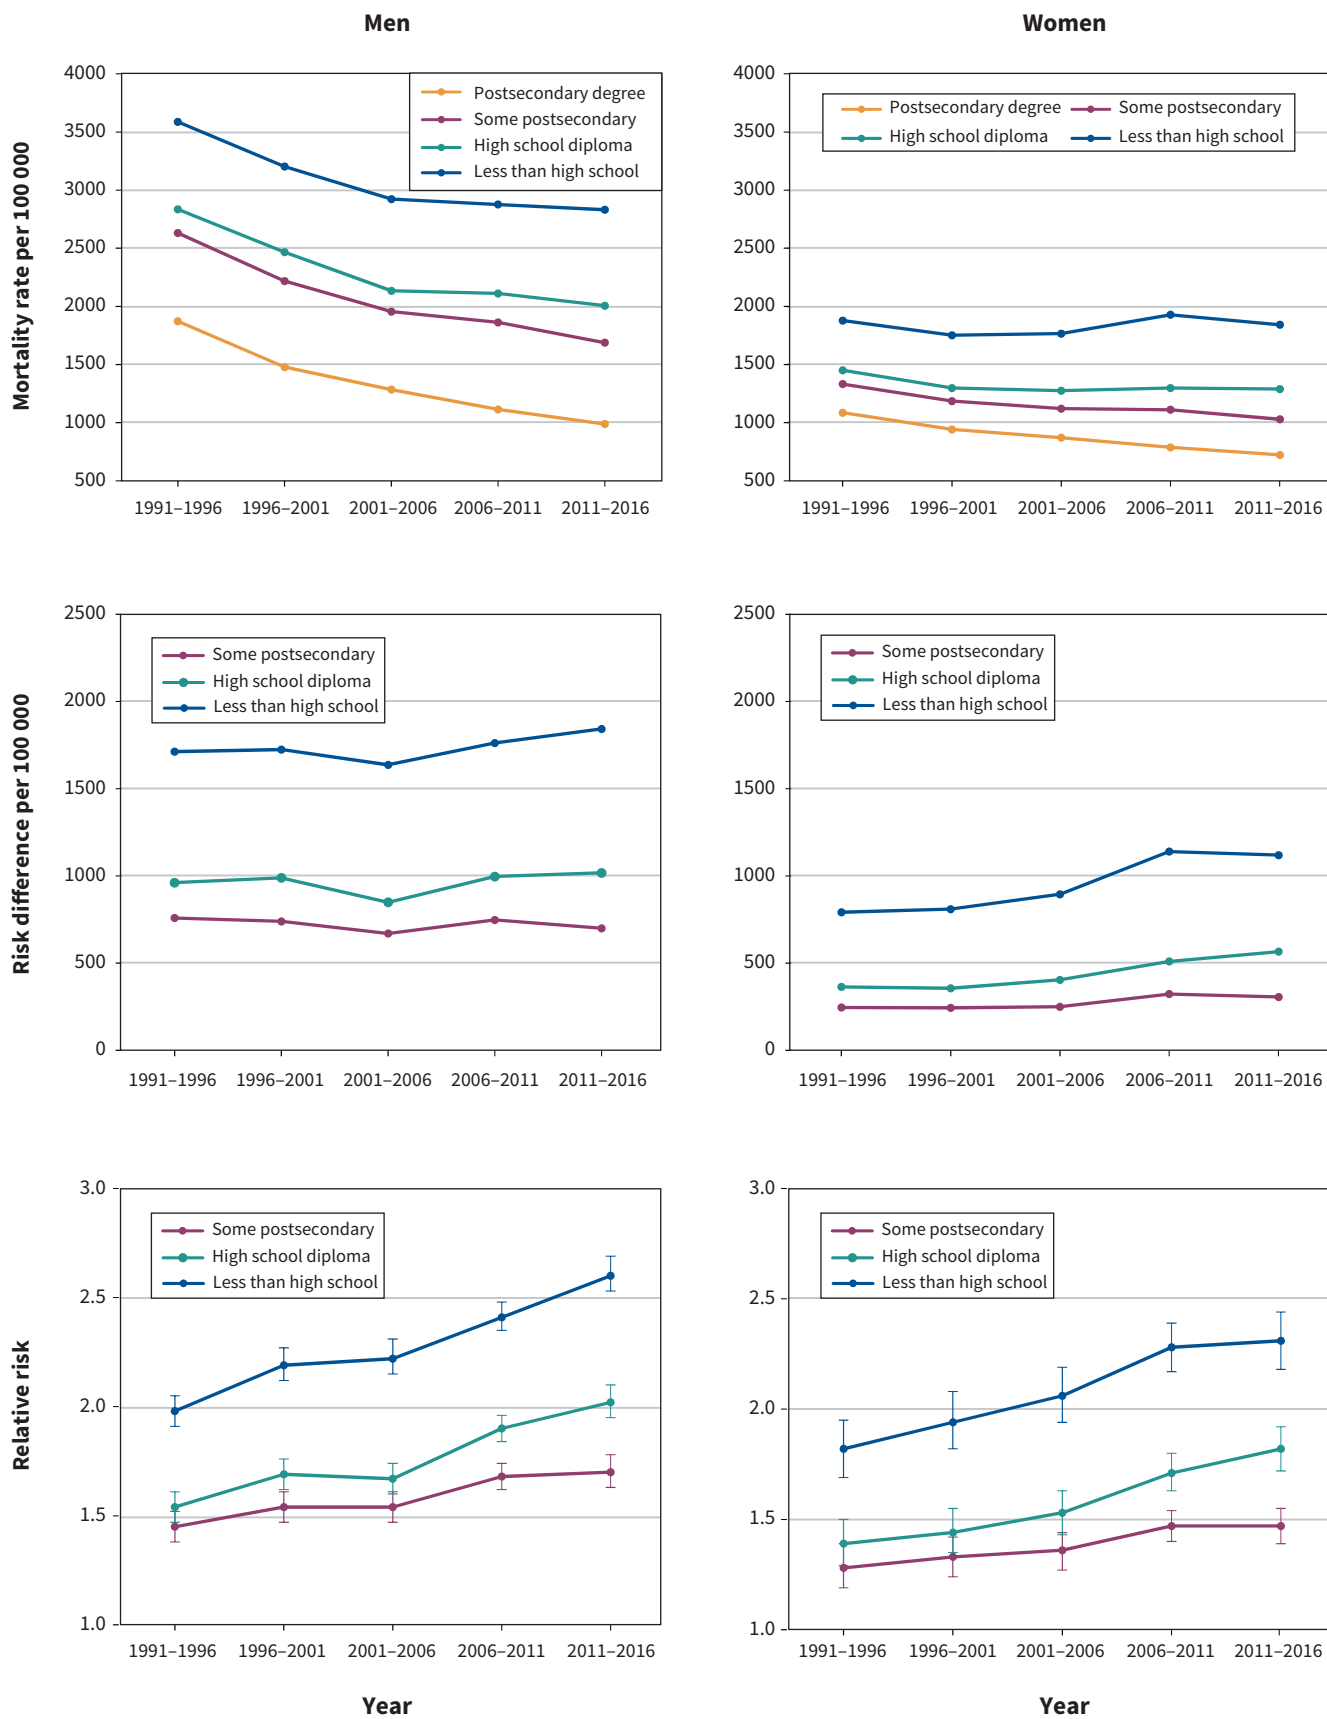 Men
Women
Mortality rate per 100 000
4000
3500
3000
2500
2000
1500
1000
500
Postsecondary degree
Some postsecondary
High school diploma
Less than high school
1991–1996 1996–2001 2001–2006 2006–2011 2011–2016
4000
3500
3000
2500
2000
1500
1000
500
Postsecondary degree Some postsecondary
High school diploma Less than high school
1991–1996 1996–2001 2001–2006 2006–2011 2011–2016
Risk difference per 100 000
2500
2000
1500
1000
500
0
Some postsecondary
High school diploma
Less than high school
1991–1996 1996–2001 2001–2006 2006–2011 2011–2016
2500
2000
1500
1000
500
0
Some postsecondary
High school diploma
Less than high school
1991–1996 1996–2001 2001–2006 2006–2011 2011–2016
Relative risk
3.0
2.5
2.0
1.5
1.0
Some postsecondary
High school diploma
Less than high school
1991–1996 1996–2001 2001–2006 2006–2011 2011–2016
Year
3.0
2.5
2.0
1.5
1.0
Some postsecondary
High school diploma
Less than high school
1991–1996 1996–2001 2001–2006 2006–2011 2011–2016
Year